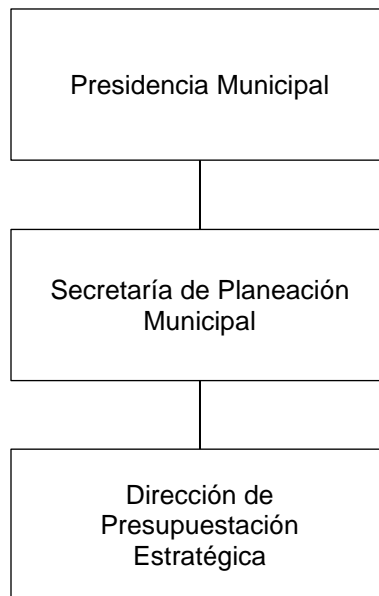 Presidencia Municipal
Secretaría de Planeación
Municipal
Dirección de
Presupuestación
Estratégica